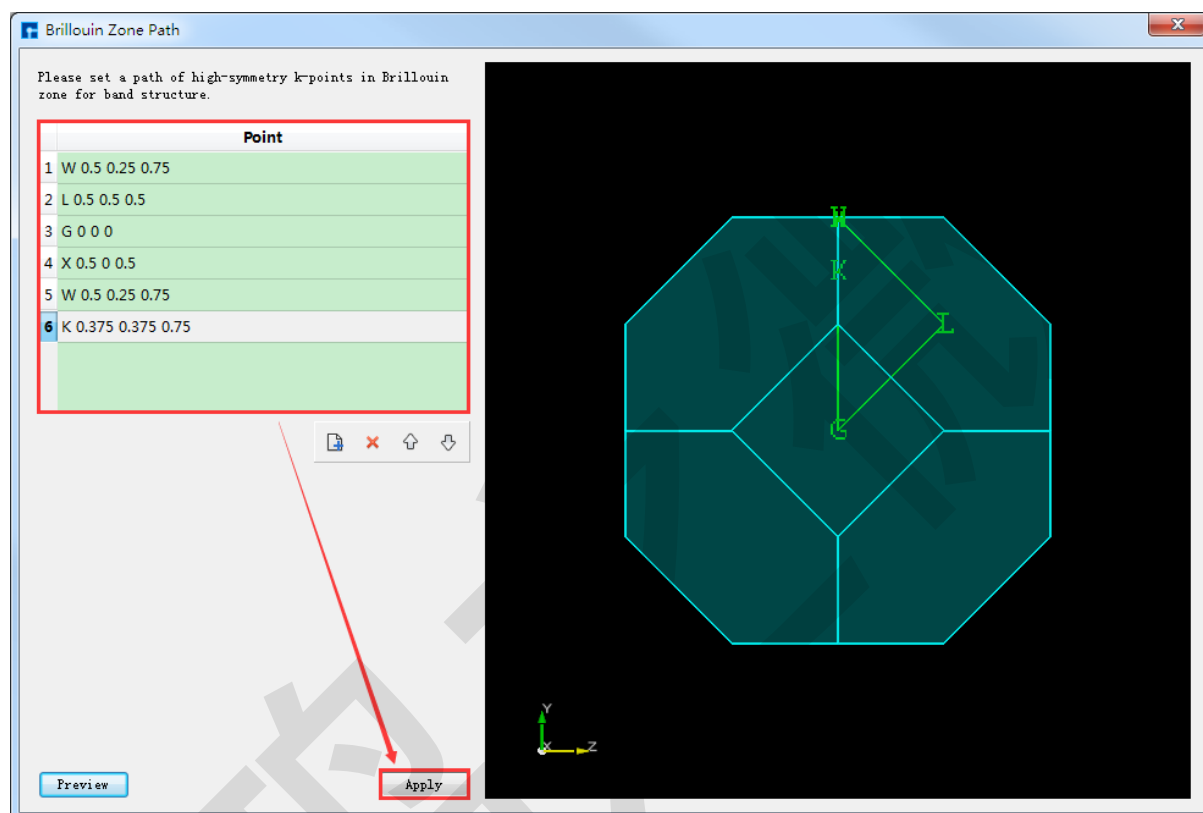 Brillouin Zone Path
Please set a path of high-symmetry k-points in Brillouin
zone for band structure.
Point
1 W 0.5 0.25 0.75
2 L 0.5 0.5 0.5
3 G 0 0 0
4 X 0.5 0 0.5
5 W 0.5 0.25 0.75
6 K 0.375 0.375 0.75
K
L
G
Y
X
Z
Preview
Apply